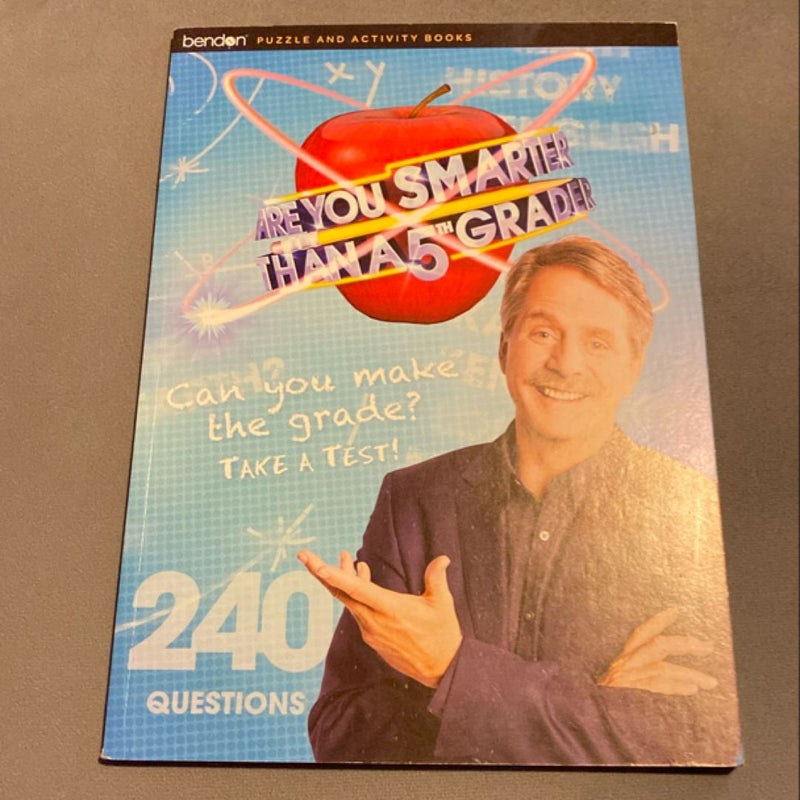 bendon PUZZLE AND ACTIVITY BOOKS
xy
HISTORY
ENGLISH
ARE YOU SMARTER
THAN A 5TH GRADER
Can you make
the grade?
TAKE A TEST!
240
QUESTIONS